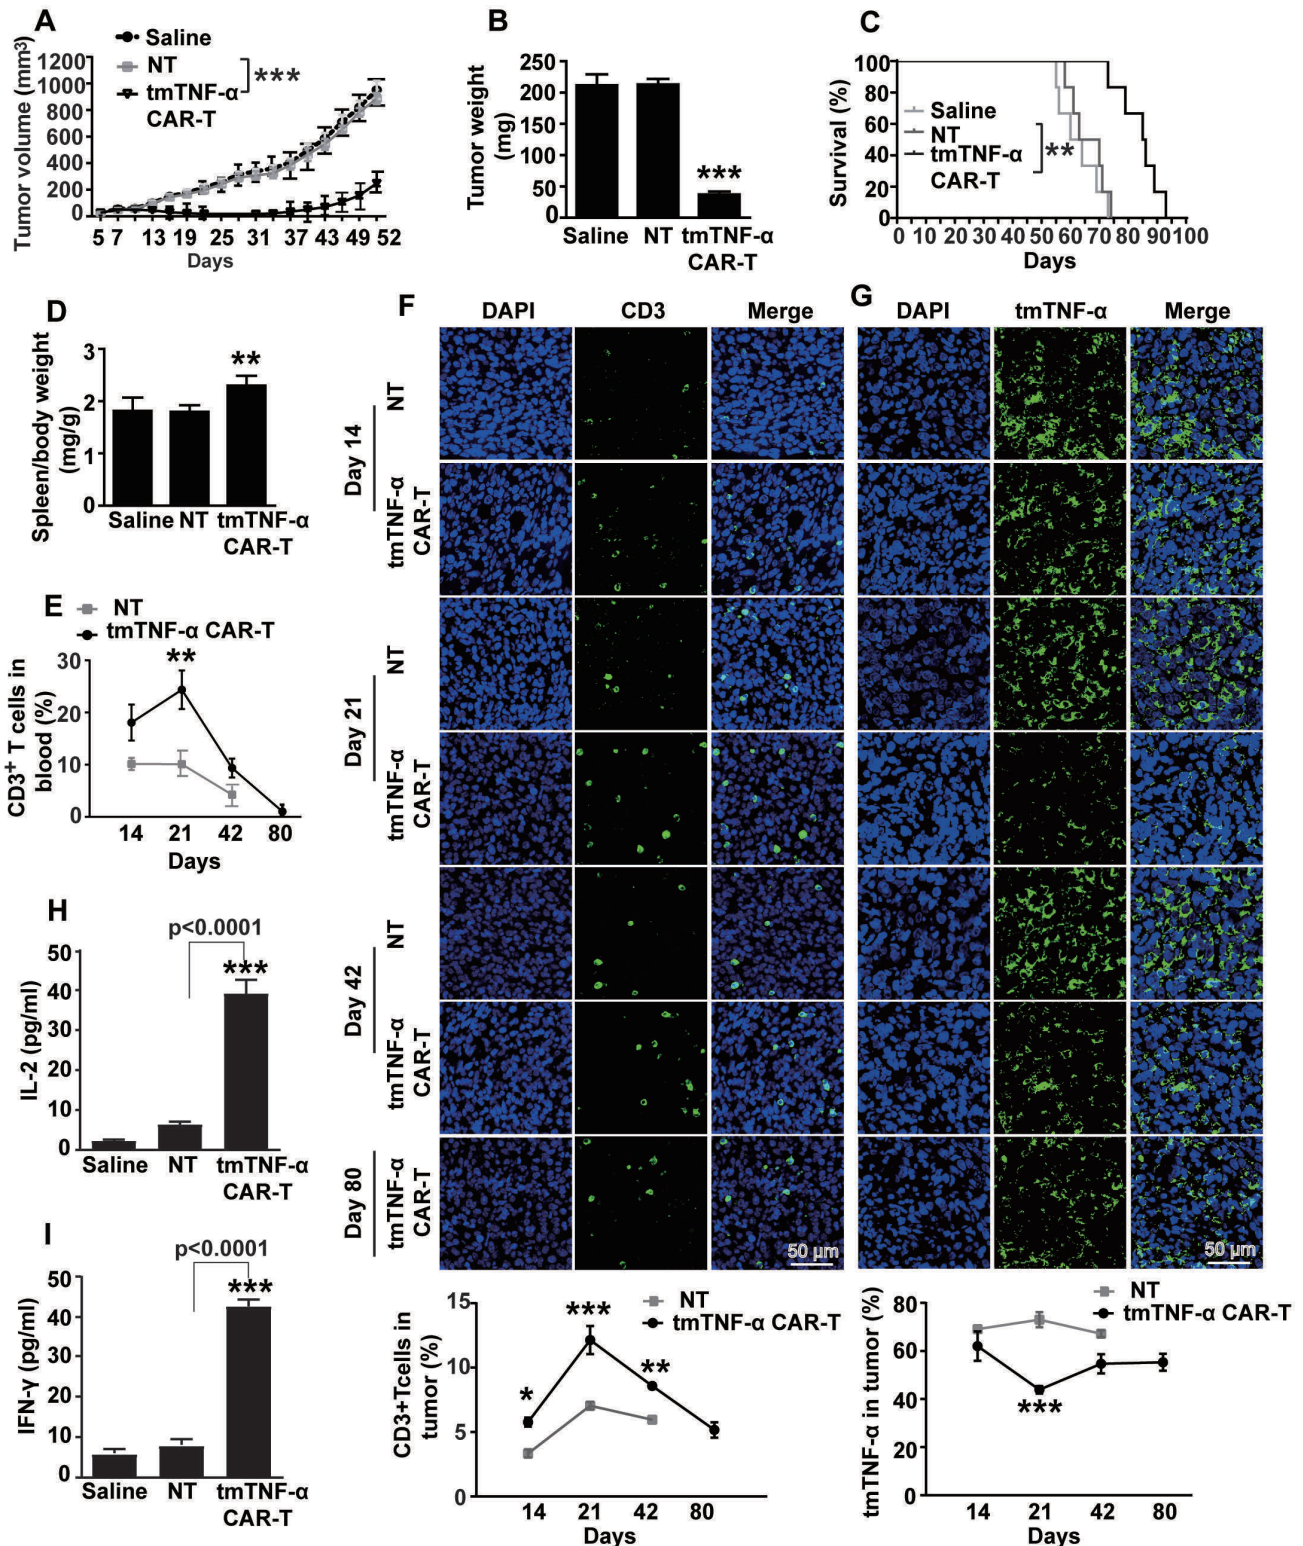 A
Saline
NT
tmTNF-α
CAR-T
***
Tumor volume (mm³)
1200
1000
800
600
400
200
0
5 7 13 19 25 31 37 43 49 52
Days
B
Tumor weight
(mg)
250
200
150
100
50
0
***
Saline NT tmTNF-α
CAR-T
C
Survival (%)
100
80
60
40
20
0
Saline
NT
tmTNF-α
CAR-T
**
0 10 20 30 40 50 60 70 80 90 100
Days
D
Spleen/body weight
(mg/g)
3
2
1
0
**
Saline NT tmTNF-α
CAR-T
E
NT
tmTNF-α CAR-T
CD3⁺ T cells in
blood (%)
30
20
10
0
**
14 21 42 80
Days
F
DAPI CD3 Merge
G
DAPI tmTNF-α Merge
Day 14
NT
tmTNF-α
CAR-T
Day 21
NT
tmTNF-α
CAR-T
Day 42
NT
tmTNF-α
CAR-T
Day 80
tmTNF-α
CAR-T
50 µm
50 µm
CD3+Tcells in
tumor (%)
15
10
5
0
NT
tmTNF-α CAR-T
*
***
**
14 21 42 80
Days
tmTNF-α in tumor (%)
80
60
40
20
0
NT
tmTNF-α CAR-T
***
14 21 42 80
Days
H
p<0.0001
***
IL-2 (pg/ml)
50
40
30
20
10
0
Saline NT tmTNF-α
CAR-T
I
p<0.0001
***
IFN-γ (pg/ml)
50
40
30
20
10
0
Saline NT tmTNF-α
CAR-T